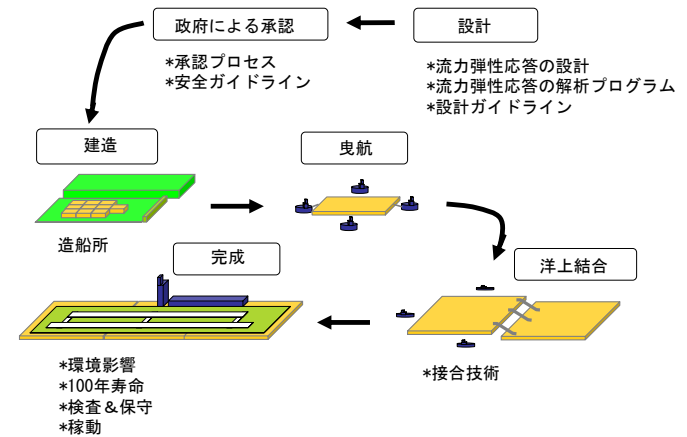 政府による承認
設計
*承認プロセス
*安全ガイドライン
*流力弾性応答の設計
*流力弾性応答の解析プログラム
*設計ガイドライン
建造
曳航
造船所
完成
洋上結合
*環境影響
*100年寿命
*検査＆保守
*稼動
*接合技術